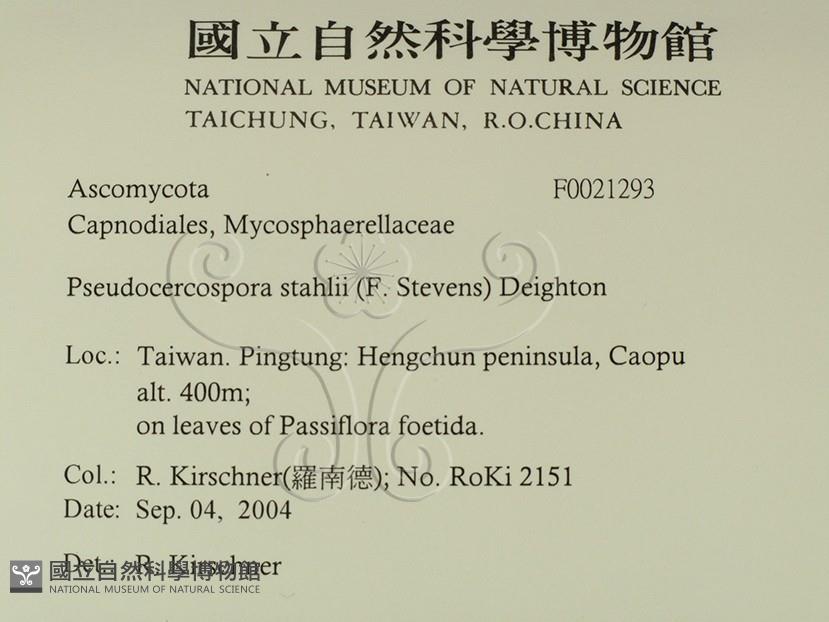 國立自然科學博物館
NATIONAL MUSEUM OF NATURAL SCIENCE
TAICHUNG, TAIWAN, R.O.CHINA
Ascomycota F0021293
Capnodiales, Mycosphaerellaceae
Pseudocercospora stahlii (F. Stevens) Deighton
Loc.: Taiwan. Pingtung: Hengchun peninsula, Caopu
alt. 400m;
on leaves of Passiflora foetida.
Col.: R. Kirschner(羅南德); No. RoKi 2151
Date: Sep. 04, 2004
Det.: R. Kirschner
國立自然科學博物館
NATIONAL MUSEUM OF NATURAL SCIENCE